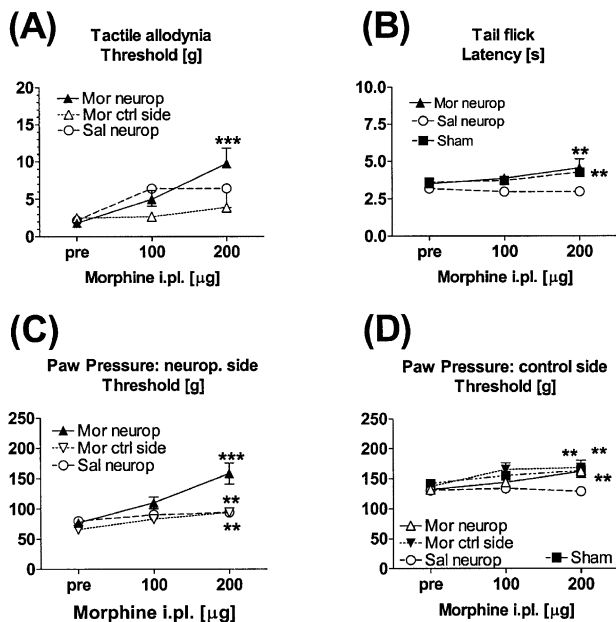 (A)
Tactile allodynia
Threshold [g]
20
15
10
5
0
Mor neurop
Mor ctrl side
Sal neurop
***
pre 100 200
Morphine i.pl. [µg]
(B)
Tail flick
Latency [s]
10.0
7.5
5.0
2.5
0.0
Mor neurop
Sal neurop
Sham
**
**
pre 100 200
Morphine i.pl. [µg]
(C)
Paw Pressure: neurop. side
Threshold [g]
250
200
150
100
50
0
Mor neurop
Mor ctrl side
Sal neurop
***
**
**
pre 100 200
Morphine i.pl. [µg]
(D)
Paw Pressure: control side
Threshold [g]
250
200
150
100
50
0
** **
**
Mor neurop
Mor ctrl side
Sal neurop Sham
pre 100 200
Morphine i.pl. [µg]